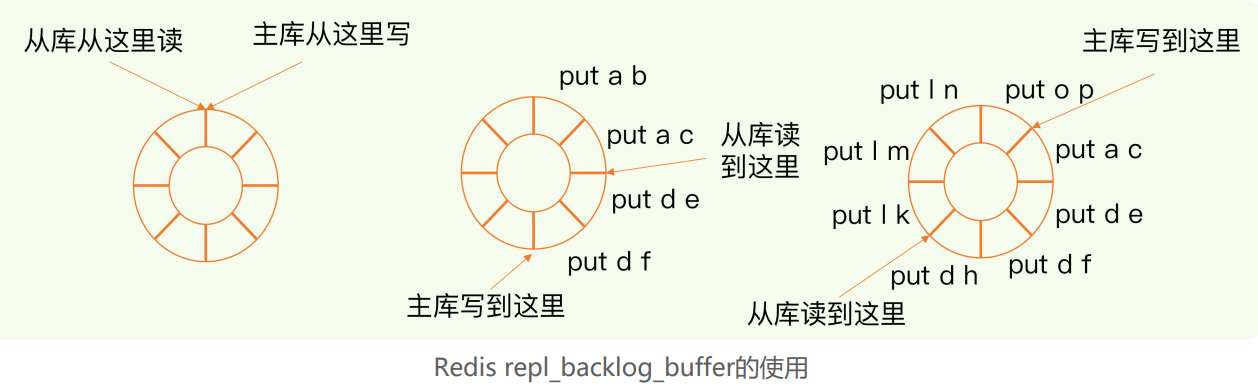 从库从这里读
主库从这里写
put a b
put a c
从库读
到这里
put d e
put d f
主库写到这里
主库写到这里
put l n
put o p
put l m
put a c
put l k
put d e
put d h
put d f
从库读到这里
Redis repl_backlog_buffer的使用